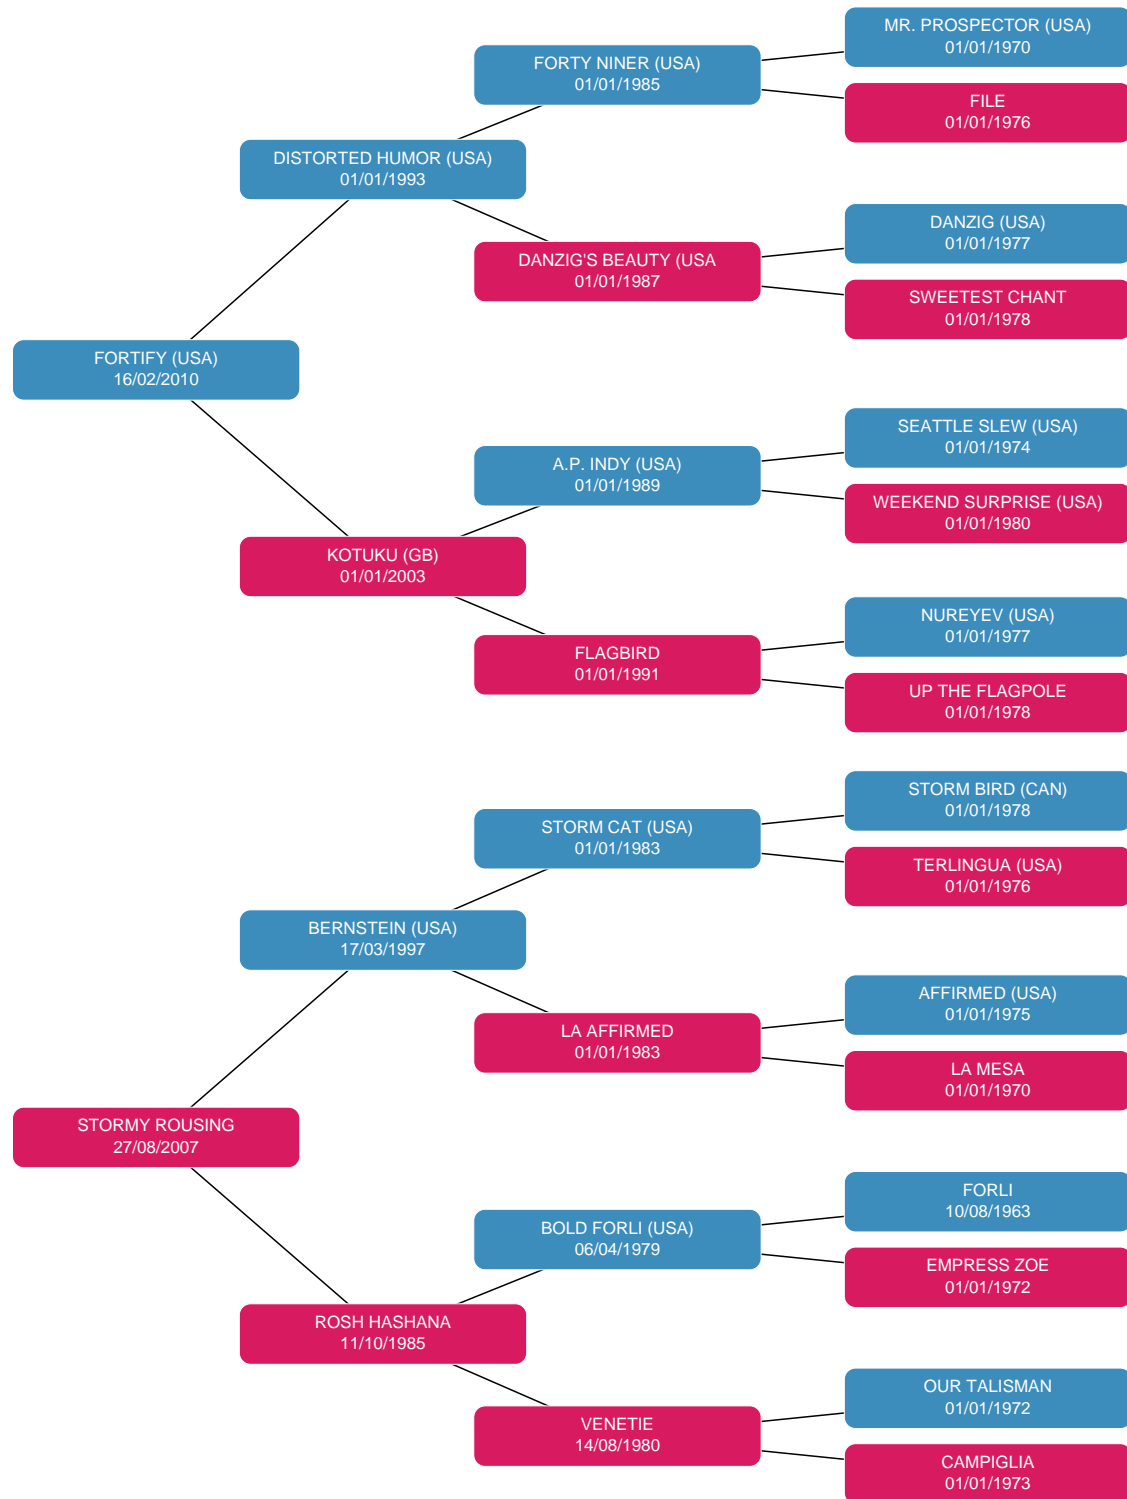 MR. PROSPECTOR (USA)
01/01/1970
FORTY NINER (USA)
01/01/1985
FILE
01/01/1976
DISTORTED HUMOR (USA)
01/01/1993
DANZIG (USA)
01/01/1977
DANZIG'S BEAUTY (USA
01/01/1987
SWEETEST CHANT
01/01/1978
FORTIFY (USA)
16/02/2010
SEATTLE SLEW (USA)
01/01/1974
A.P. INDY (USA)
01/01/1989
WEEKEND SURPRISE (USA)
01/01/1980
KOTUKU (GB)
01/01/2003
NUREYEV (USA)
01/01/1977
FLAGBIRD
01/01/1991
UP THE FLAGPOLE
01/01/1978
STORM BIRD (CAN)
01/01/1978
STORM CAT (USA)
01/01/1983
TERLINGUA (USA)
01/01/1976
BERNSTEIN (USA)
17/03/1997
AFFIRMED (USA)
01/01/1975
LA AFFIRMED
01/01/1983
LA MESA
01/01/1970
STORMY ROUSING
27/08/2007
FORLI
10/08/1963
BOLD FORLI (USA)
06/04/1979
EMPRESS ZOE
01/01/1972
ROSH HASHANA
11/10/1985
OUR TALISMAN
01/01/1972
VENETIE
14/08/1980
CAMPIGLIA
01/01/1973